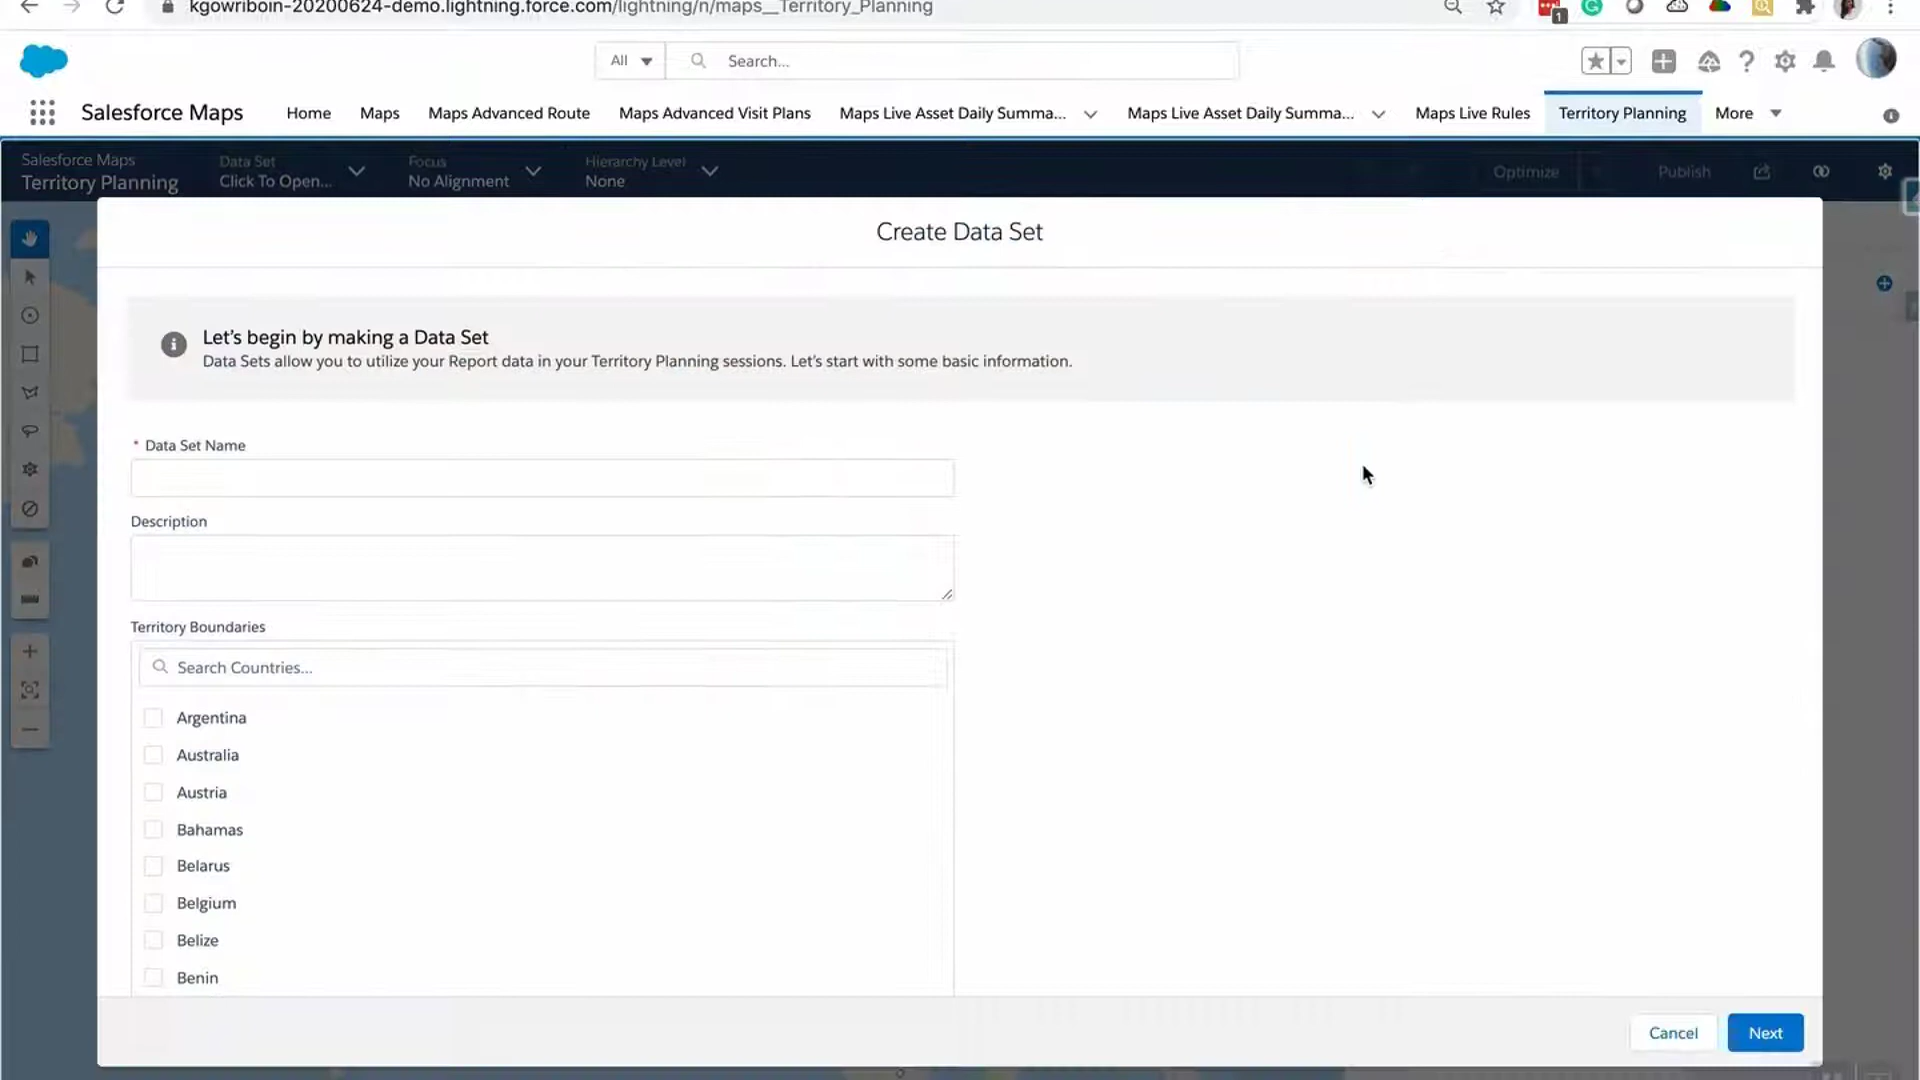 kgowriboin-20200624-demo.lightning.force.com/lightning/n/maps__Territory_Planning
1
All
Search...
Salesforce Maps
Home
Maps
Maps Advanced Route
Maps Advanced Visit Plans
Maps Live Asset Daily Summa...
Maps Live Asset Daily Summa...
Maps Live Rules
Territory Planning
More
Salesforce Maps
Territory Planning
Data Set
Click To Open...
Focus
No Alignment
Hierarchy Level
None
Optimize
Publish
Create Data Set
Let's begin by making a Data Set
Data Sets allow you to utilize your Report data in your Territory Planning sessions. Let's start with some basic information.
* Data Set Name
Description
Territory Boundaries
Search Countries...
Argentina
Australia
Austria
Bahamas
Belarus
Belgium
Belize
Benin
Cancel
Next